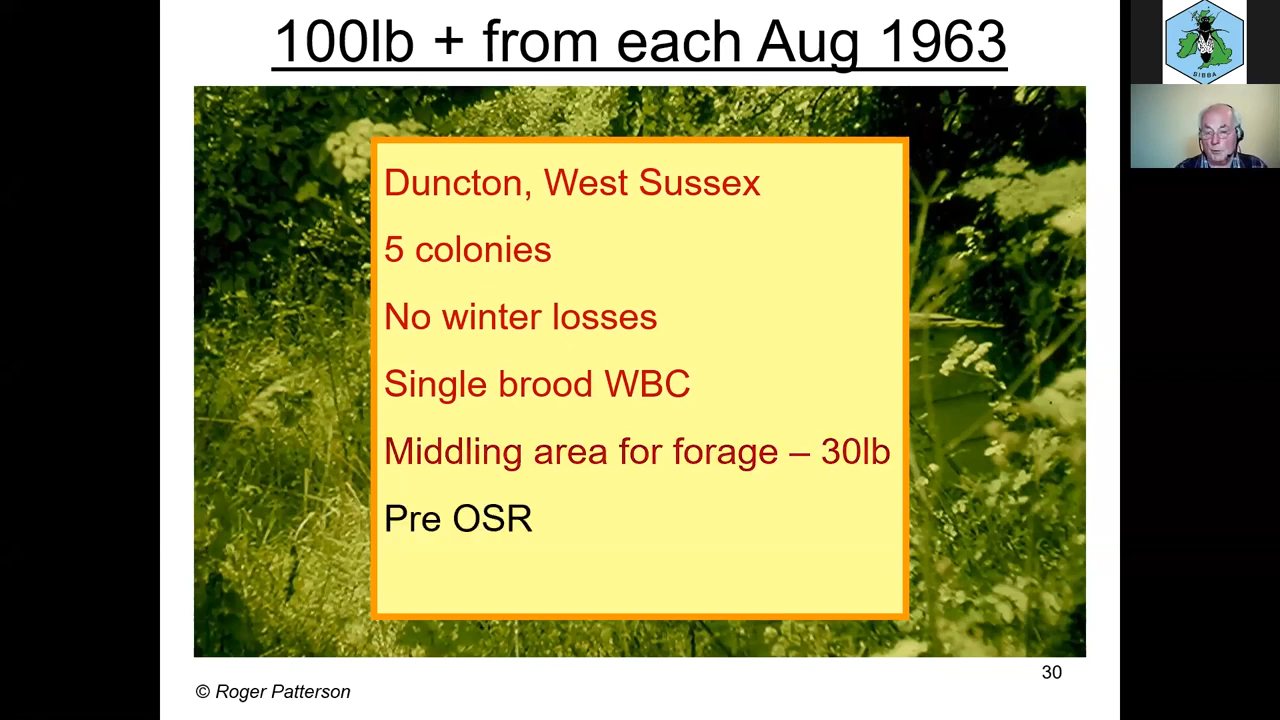 100lb + from each Aug 1963
BIBBA
Duncton, West Sussex
5 colonies
No winter losses
Single brood WBC
Middling area for forage – 30lb
Pre OSR
30
© Roger Patterson